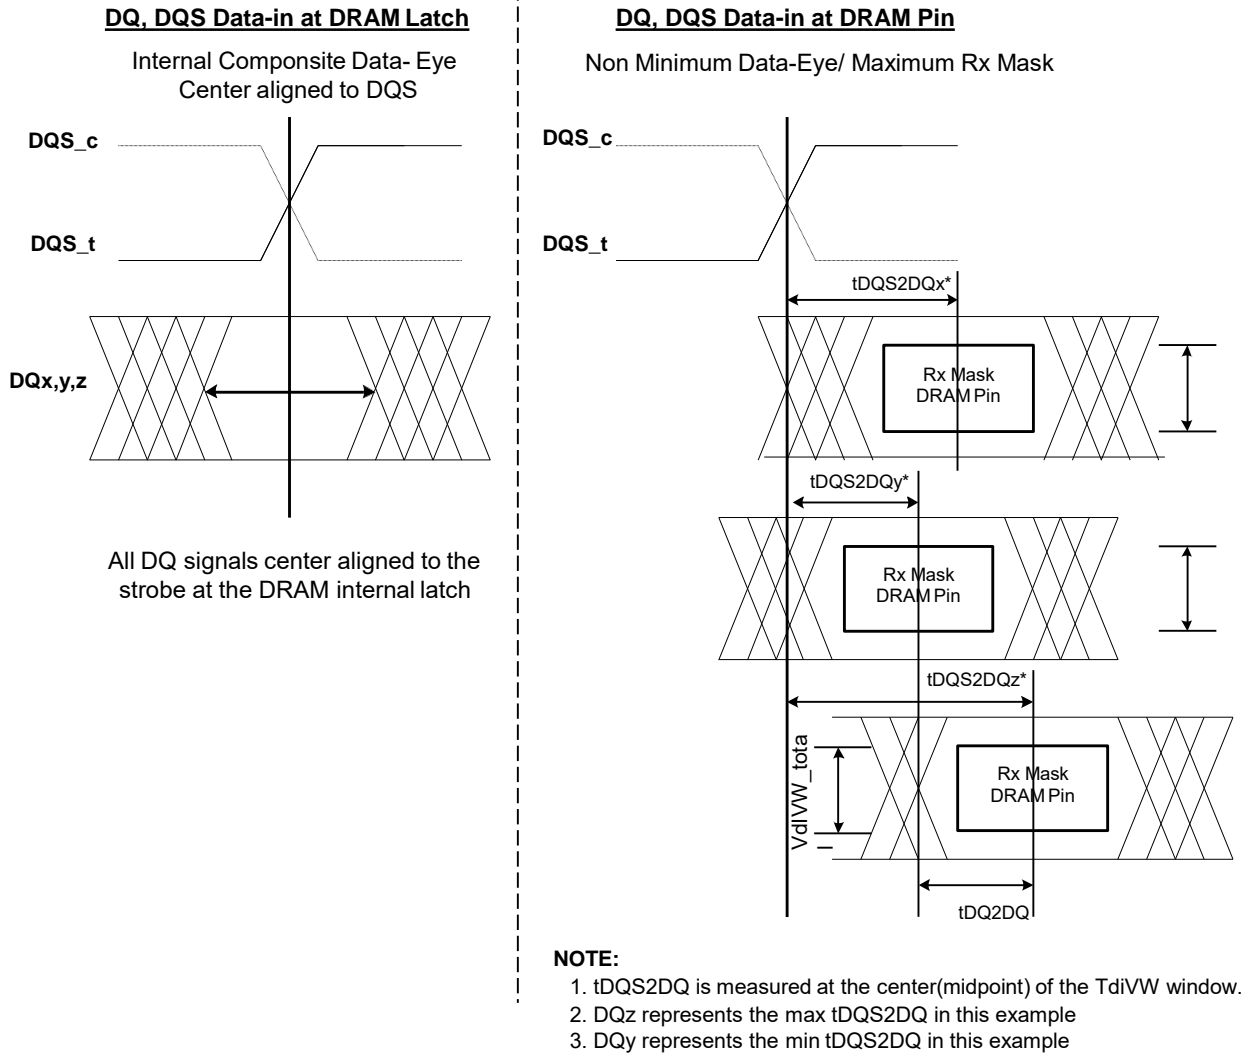 DQ, DQS Data-in at DRAM Latch
Internal Componsite Data- Eye
Center aligned to DQS
DQS_c
DQS_t
DQx,y,z
All DQ signals center aligned to the
strobe at the DRAM internal latch
DQ, DQS Data-in at DRAM Pin
Non Minimum Data-Eye/ Maximum Rx Mask
DQS_c
DQS_t
tDQS2DQx*
Rx Mask
DRAM Pin
tDQS2DQy*
Rx Mask
DRAM Pin
tDQS2DQz*
VdIVW_tota
l
Rx Mask
DRAM Pin
tDQ2DQ
NOTE:
1. tDQS2DQ is measured at the center(midpoint) of the TdiVW window.
2. DQz represents the max tDQS2DQ in this example
3. DQy represents the min tDQS2DQ in this example